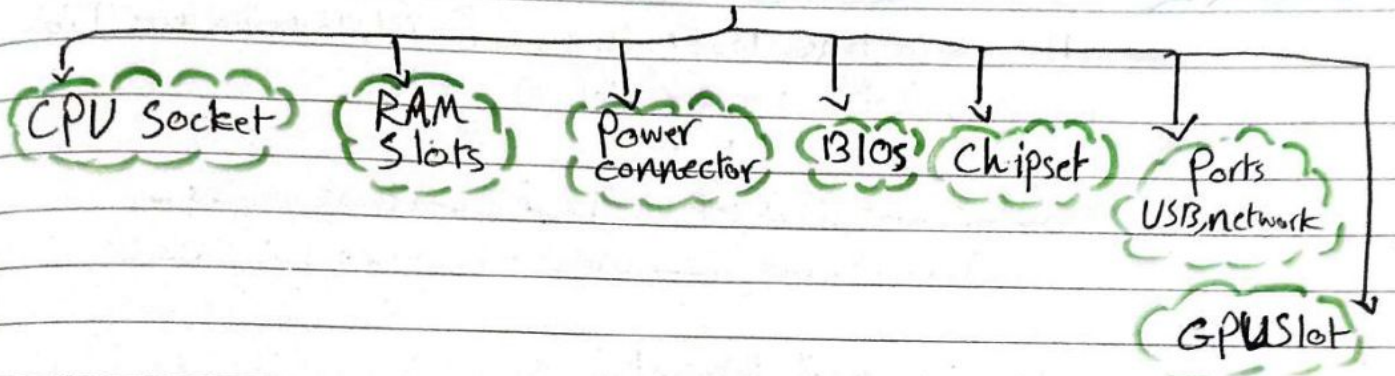 CPU Socket
RAM
Slots
Power
connector
BIOS
Chipset
Ports
USB,network
GPUSlot